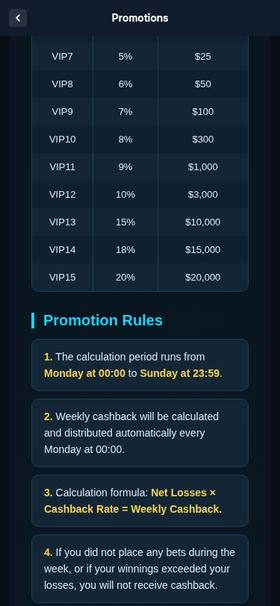 Promotions
VIP7 5% $25
VIP8 6% $50
VIP9 7% $100
VIP10 8% $300
VIP11 9% $1,000
VIP12 10% $3,000
VIP13 15% $10,000
VIP14 18% $15,000
VIP15 20% $20,000
Promotion Rules
1. The calculation period runs from
Monday at 00:00 to Sunday at 23:59.
2. Weekly cashback will be calculated
and distributed automatically every
Monday at 00:00.
3. Calculation formula: Net Losses ×
Cashback Rate = Weekly Cashback.
4. If you did not place any bets during the
week, or if your winnings exceeded your
losses, you will not receive cashback.